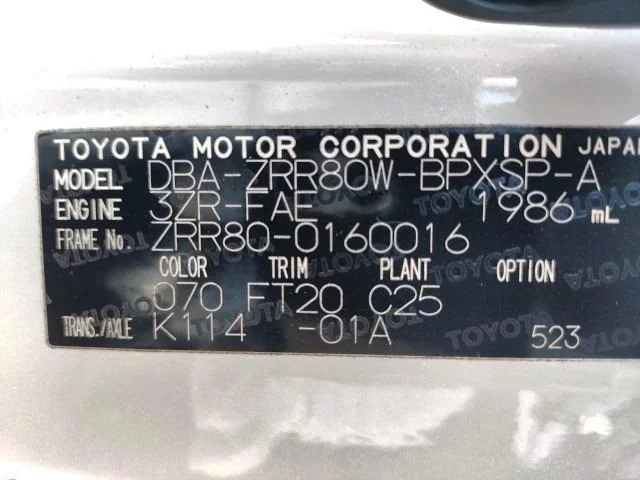 TOYOTA MOTOR CORPORATION JAPAN
MODEL DBA-ZRR80W-BPXSP-A
ENGINE 3ZR-FAE 1986 mL
FRAME No. ZRR80-0160016
COLOR TRIM PLANT OPTION
070 FT20 C25
TRANS./AXLE K114 -01A 523